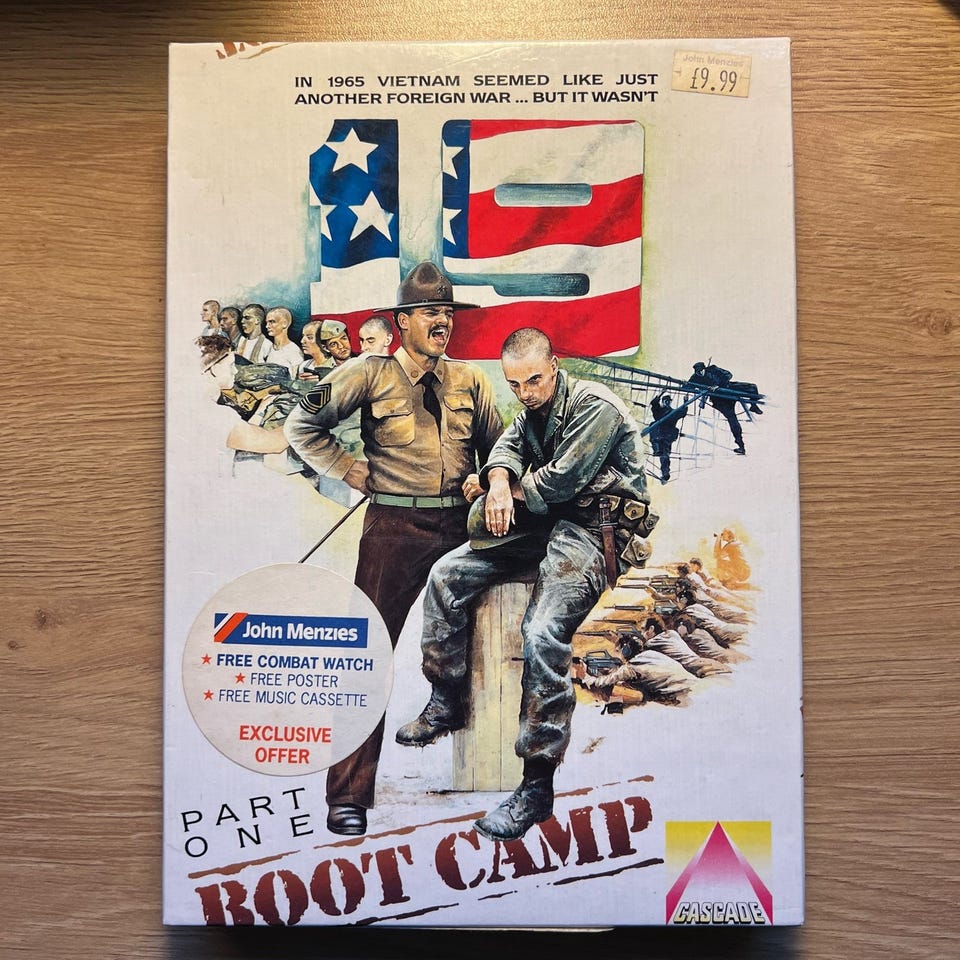 John Menzies
£9.99
IN 1965 VIETNAM SEEMED LIKE JUST
ANOTHER FOREIGN WAR ... BUT IT WASN'T
19
John Menzies
★ FREE COMBAT WATCH
★ FREE POSTER
★ FREE MUSIC CASSETTE
EXCLUSIVE
OFFER
PART
ONE
BOOT CAMP
CASCADE